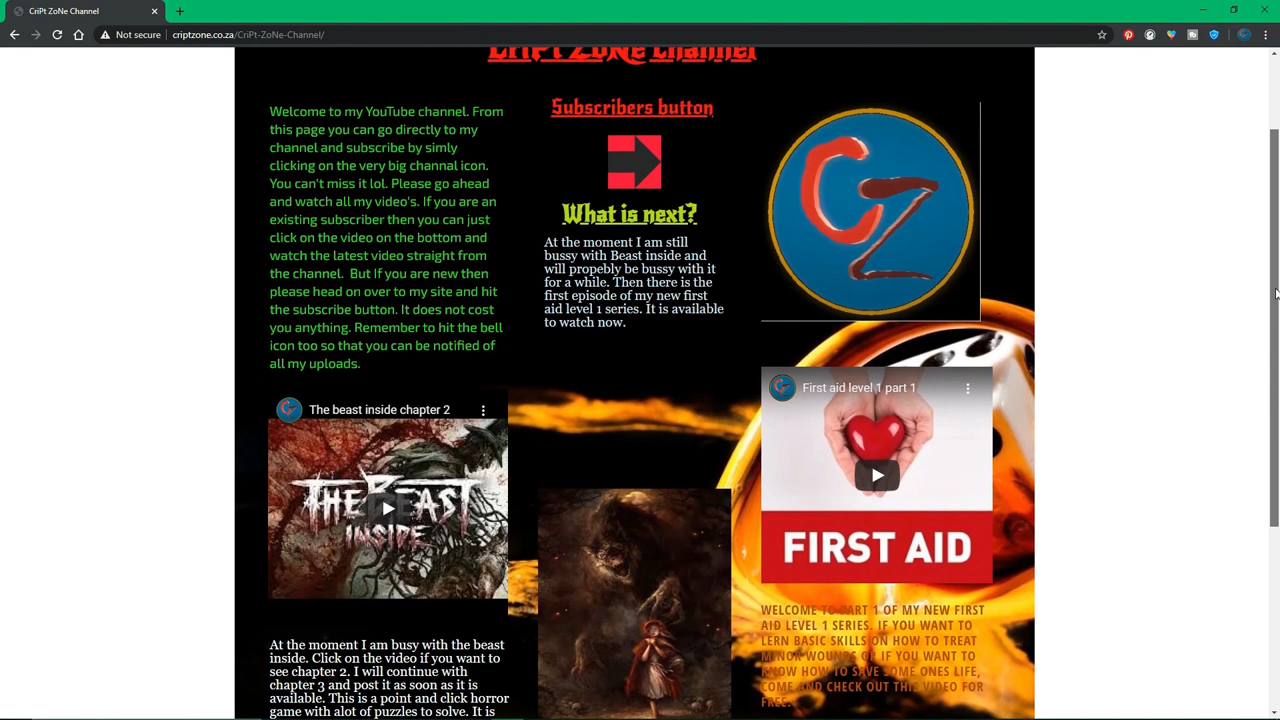 CriPt ZoNe Channel
Not secure
criptzone.co.za/CriPt-ZoNe-Channel/
CriPt ZoNe Channel
Welcome to my YouTube channel. From
this page you can go directly to my
channel and subscribe by simly
clicking on the very big channal icon.
You can't miss it lol. Please go ahead
and watch all my video's. If you are an
existing subscriber then you can just
click on the video on the bottom and
watch the latest video straight from
the channel. But If you are new then
please head on over to my site and hit
the subscribe button. It does not cost
you anything. Remember to hit the bell
icon too so that you can be notified of
all my uploads.
The beast inside chapter 2
THE BEAST
INSIDE
At the moment I am busy with the beast
inside. Click on the video if you want to
see chapter 2. I will continue with
chapter 3 and post it as soon as it is
available. This is a point and click horror
game with alot of puzzles to solve. It is
Subscribers button
What is next?
At the moment I am still
bussy with Beast inside and
will propebly be bussy with it
for a while. Then there is the
first episode of my new first
aid level 1 series. It is available
to watch now.
CZ
First aid level 1 part 1
FIRST AID
WELCOME TO PART 1 OF MY NEW FIRST
AID LEVEL 1 SERIES. IF YOU WANT TO
LERN BASIC SKILLS ON HOW TO TREAT
MINOR WOUNDS OR IF YOU WANT TO
KNOW HOW TO SAVE SOME ONES LIFE,
COME AND CHECK OUT THIS VIDEO FOR
FREE.